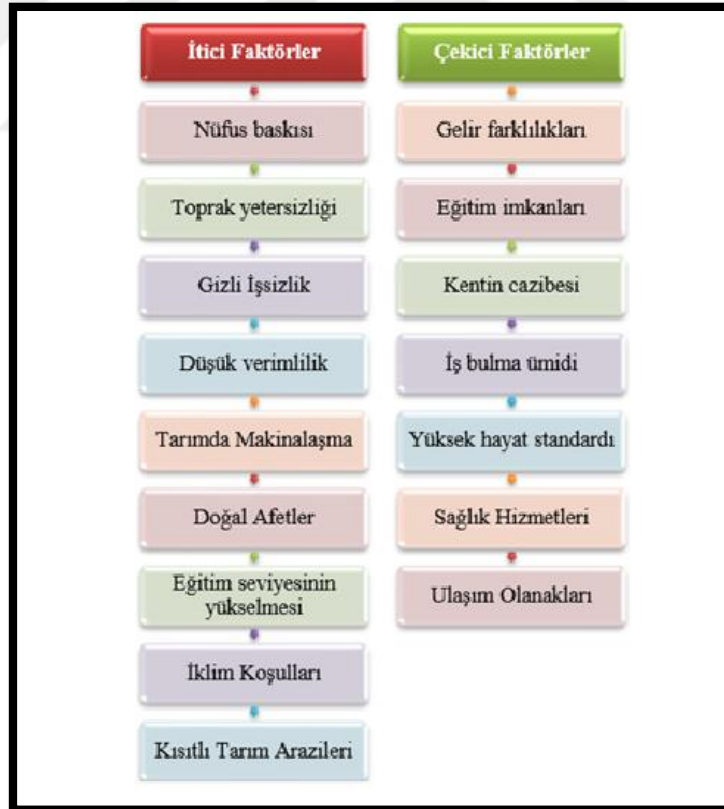 İtici Faktörler
Nüfus baskısı
Toprak yetersizliği
Gizli İşsizlik
Düşük verimlilik
Tarımda Makinalaşma
Doğal Afetler
Eğitim seviyesinin
yükselmesi
İklim Koşulları
Kısıtlı Tarım Arazileri
Çekici Faktörler
Gelir farklılıkları
Eğitim imkanları
Kentin cazibesi
İş bulma ümidi
Yüksek hayat standardı
Sağlık Hizmetleri
Ulaşım Olanakları